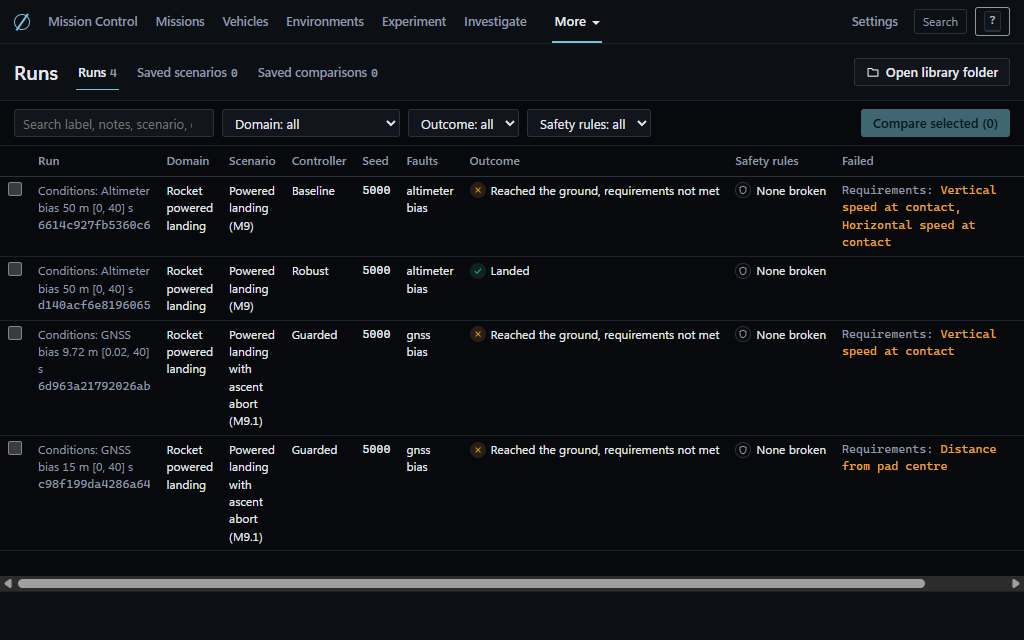 Mission Control Missions Vehicles Environments Experiment Investigate More Settings Search ?
Runs Runs 4 Saved scenarios 0 Saved comparisons 0 Open library folder
Search label, notes, scenario, Domain: all Outcome: all Safety rules: all Compare selected (0)
Run Domain Scenario Controller Seed Faults Outcome Safety rules Failed
Conditions: Altimeter Rocket Powered Baseline 5000 altimeter Reached the ground, requirements not met None broken Requirements: Vertical
bias 50 m [0, 40] s powered landing bias speed at contact,
6614c927fb5360c6 landing (M9) Horizontal speed at
contact
Conditions: Altimeter Rocket Powered Robust 5000 altimeter Landed None broken
bias 50 m [0, 40] s powered landing bias
d140acf6e8196065 landing (M9)
Conditions: GNSS Rocket Powered Guarded 5000 gnss Reached the ground, requirements not met None broken Requirements: Vertical
bias 9.72 m [0.02, 40] powered landing bias speed at contact
s landing with
6d963a21792026ab ascent
abort
(M9.1)
Conditions: GNSS Rocket Powered Guarded 5000 gnss Reached the ground, requirements not met None broken Requirements: Distance
bias 15 m [0, 40] s powered landing bias from pad centre
c98f199da4286a64 landing with
ascent
abort
(M9.1)